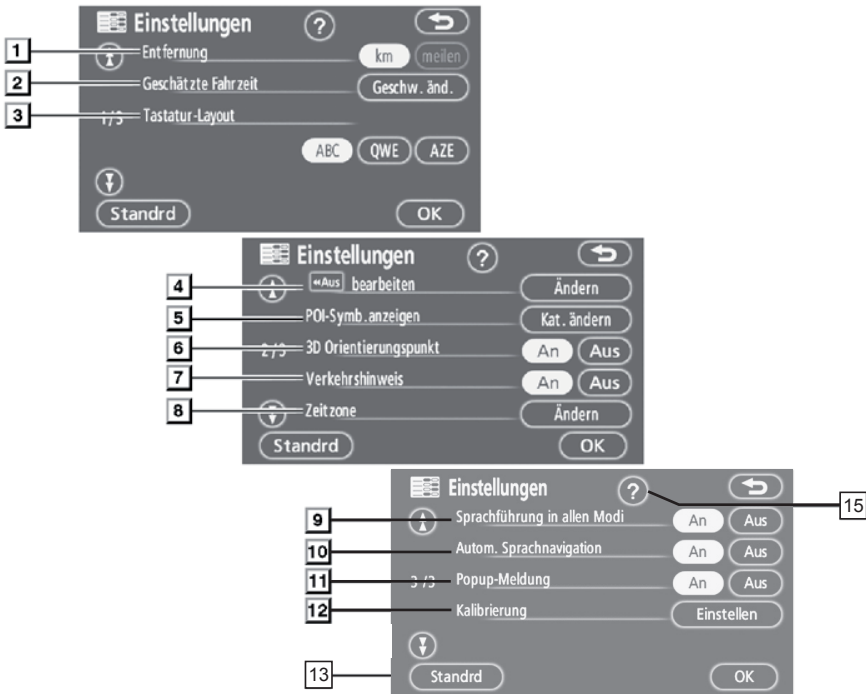 Einstellungen ?
1 Entfernung km meilen
2 Geschätzte Fahrzeit Geschw. änd.
3 1/3 Tastatur-Layout
ABC QWE AZE
Standrd OK
Einstellungen ?
4 «Aus bearbeiten Ändern
5 POI-Symb.anzeigen Kat. ändern
6 2/3 3D Orientierungspunkt An Aus
7 Verkehrshinweis An Aus
8 Zeitzone Ändern
Standrd OK
Einstellungen ? 15
9 Sprachführung in allen Modi An Aus
10 Autom. Sprachnavigation An Aus
11 3/3 Popup-Meldung An Aus
12 Kalibrierung Einstellen
13 Standrd OK